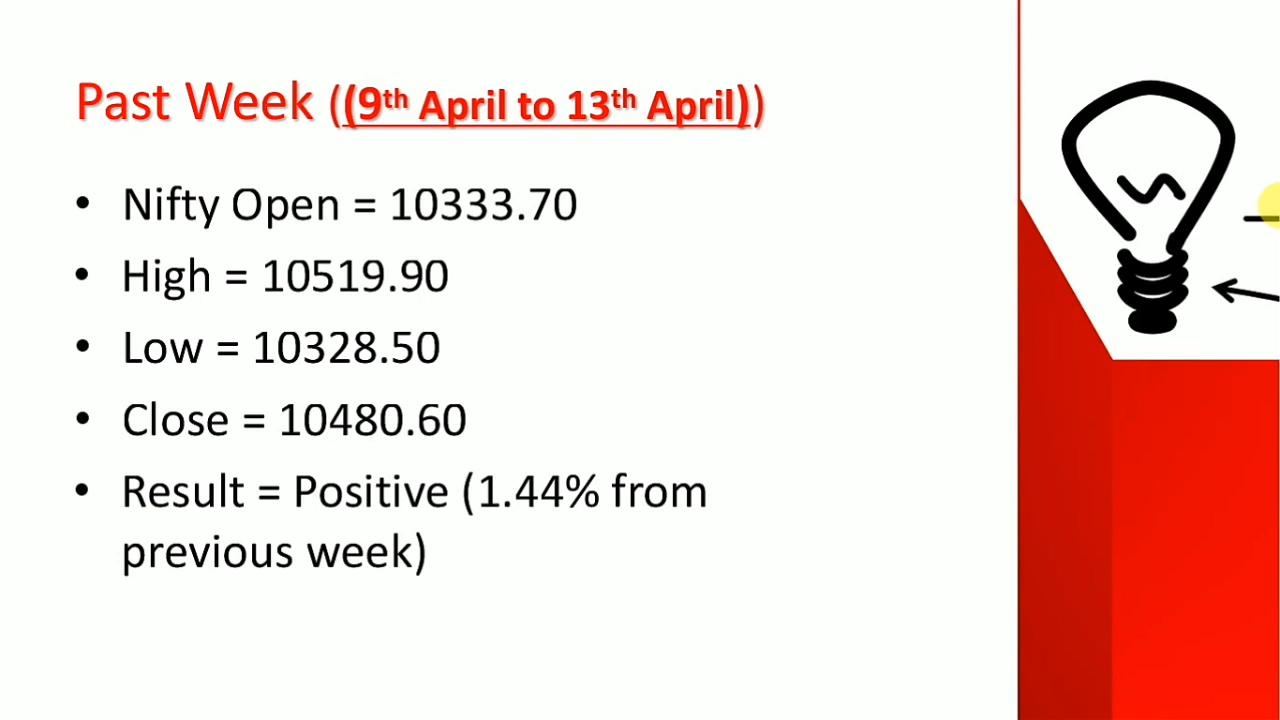 Past Week ((9th April to 13th April))
• Nifty Open = 10333.70
• High = 10519.90
• Low = 10328.50
• Close = 10480.60
• Result = Positive (1.44% from
previous week)